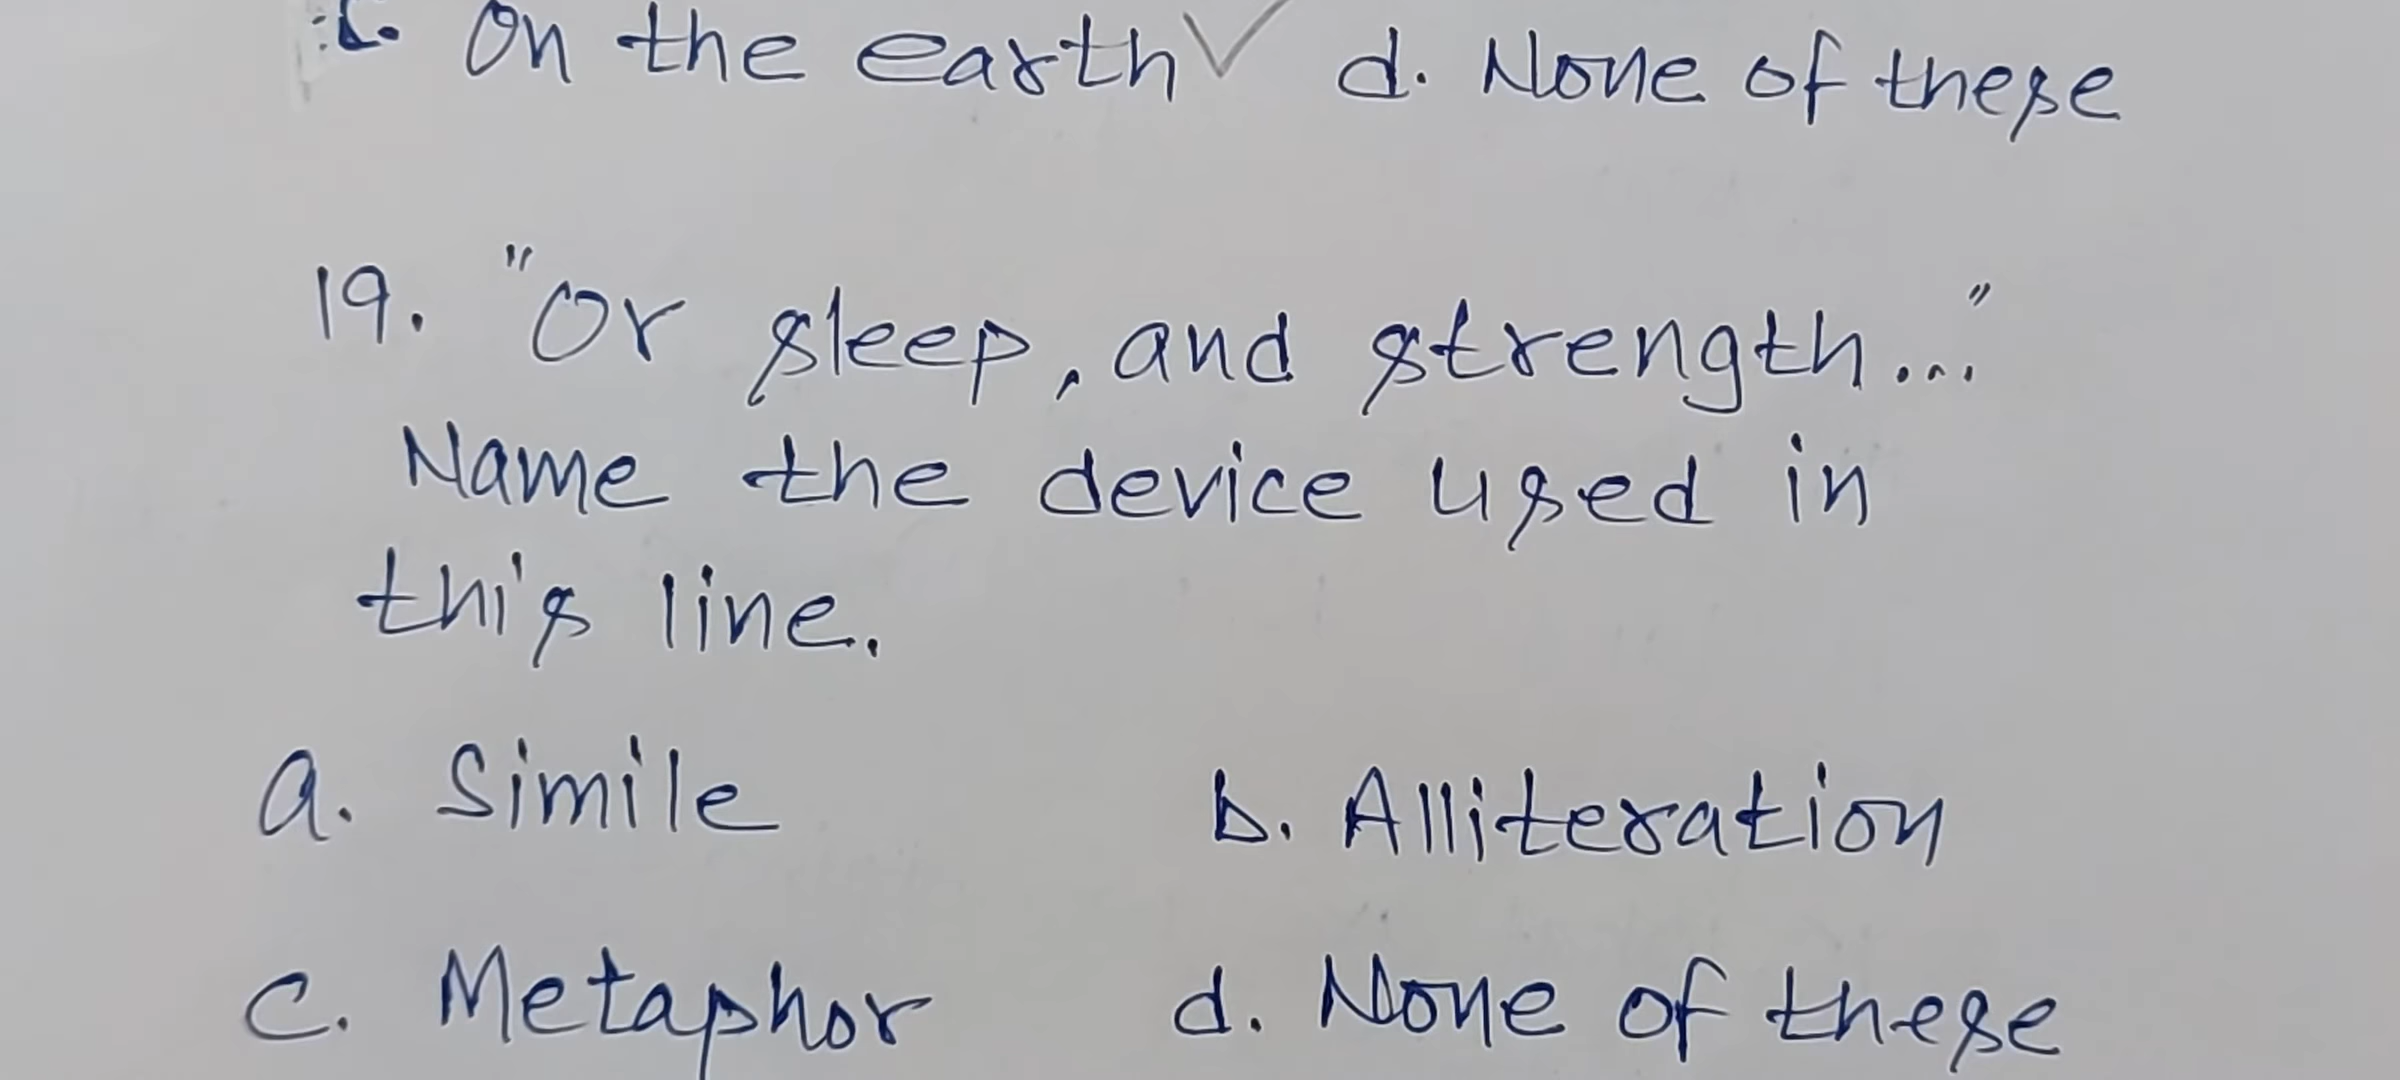 c. On the earth✓ d. None of these
19. "Or sleep, and strength..."
Name the device used in
this line.
a. Simile b. Alliteration
c. Metaphor d. None of these